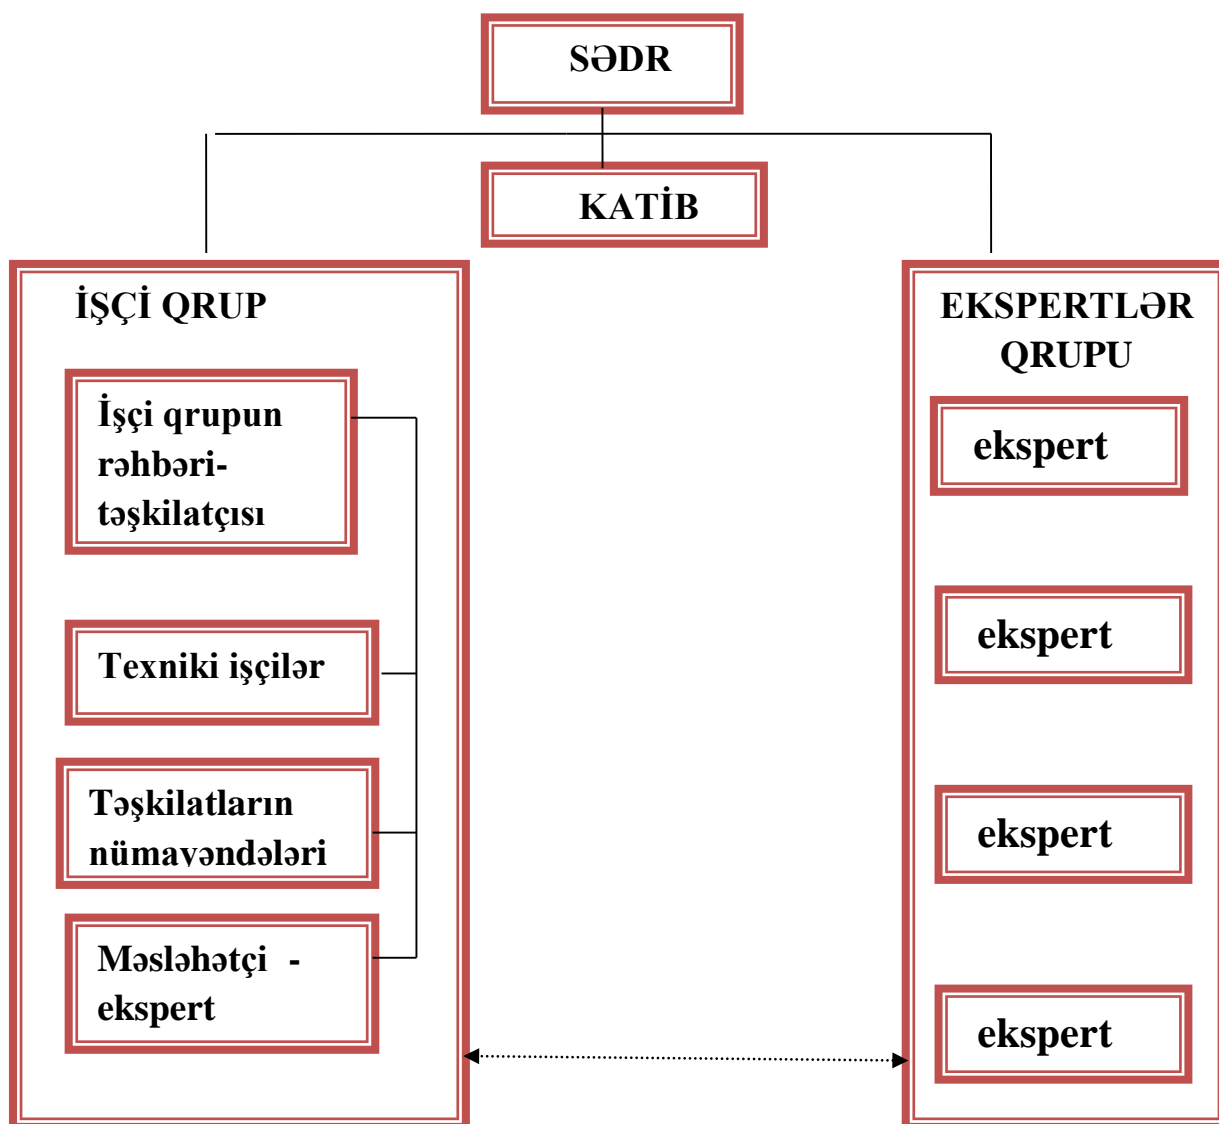 SƏDR
KATİB
İŞÇİ QRUP
İşçi qrupun
rəhbəri-
təşkilatçısı
Texniki işçilər
Təşkilatların
nümavəndələri
Məsləhətçi -
ekspert
EKSPERTLƏR
QRUPU
ekspert
ekspert
ekspert
ekspert